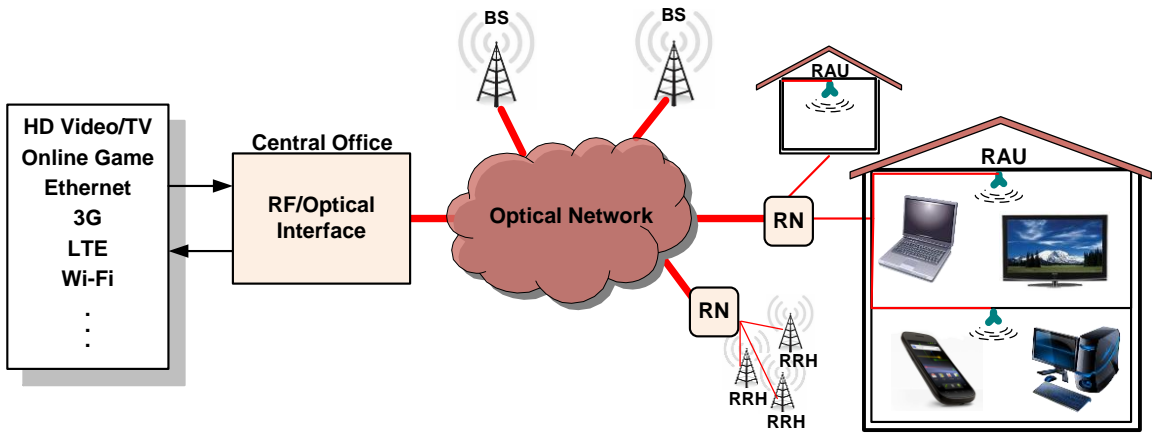 HD Video/TV
Online Game
Ethernet
3G
LTE
Wi-Fi
.
.
.
Central Office
RF/Optical
Interface
BS
BS
Optical Network
RN
RN
RRH
RRH
RRH
RAU
RAU